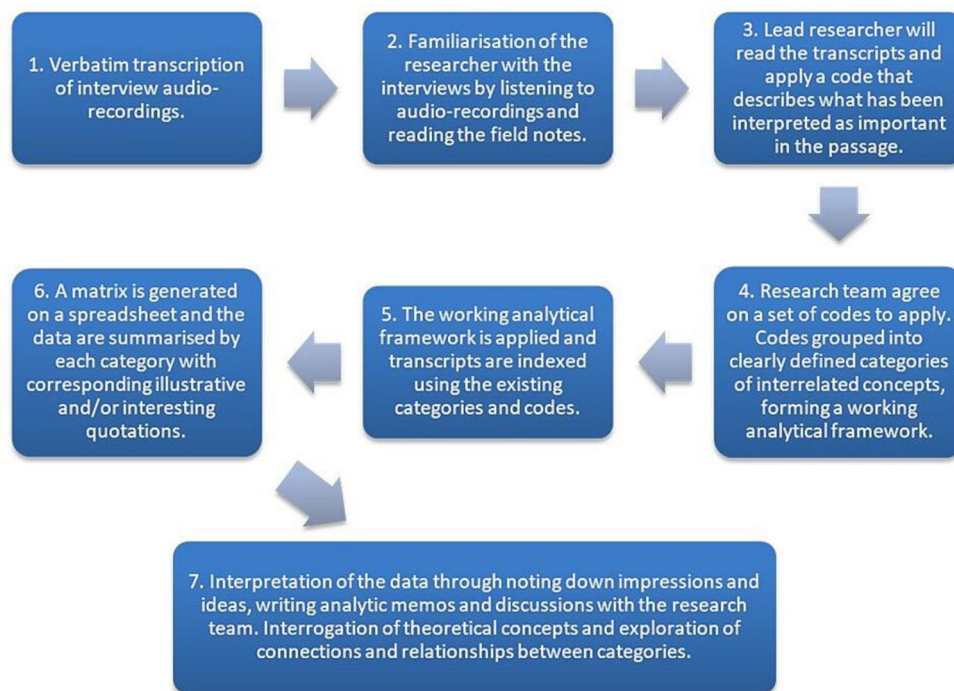 1. Verbatim transcription
of interview audio-
recordings.
2. Familiarisation of the
researcher with the
interviews by listening to
audio-recordings and
reading the field notes.
3. Lead researcher will
read the transcripts and
apply a code that
describes what has been
interpreted as important
in the passage.
4. Research team agree
on a set of codes to apply.
Codes grouped into
clearly defined categories
of interrelated concepts,
forming a working
analytical framework.
5. The working analytical
framework is applied and
transcripts are indexed
using the existing
categories and codes.
6. A matrix is generated
on a spreadsheet and the
data are summarised by
each category with
corresponding illustrative
and/or interesting
quotations.
7. Interpretation of the data through noting down impressions and
ideas, writing analytic memos and discussions with the research
team. Interrogation of theoretical concepts and exploration of
connections and relationships between categories.